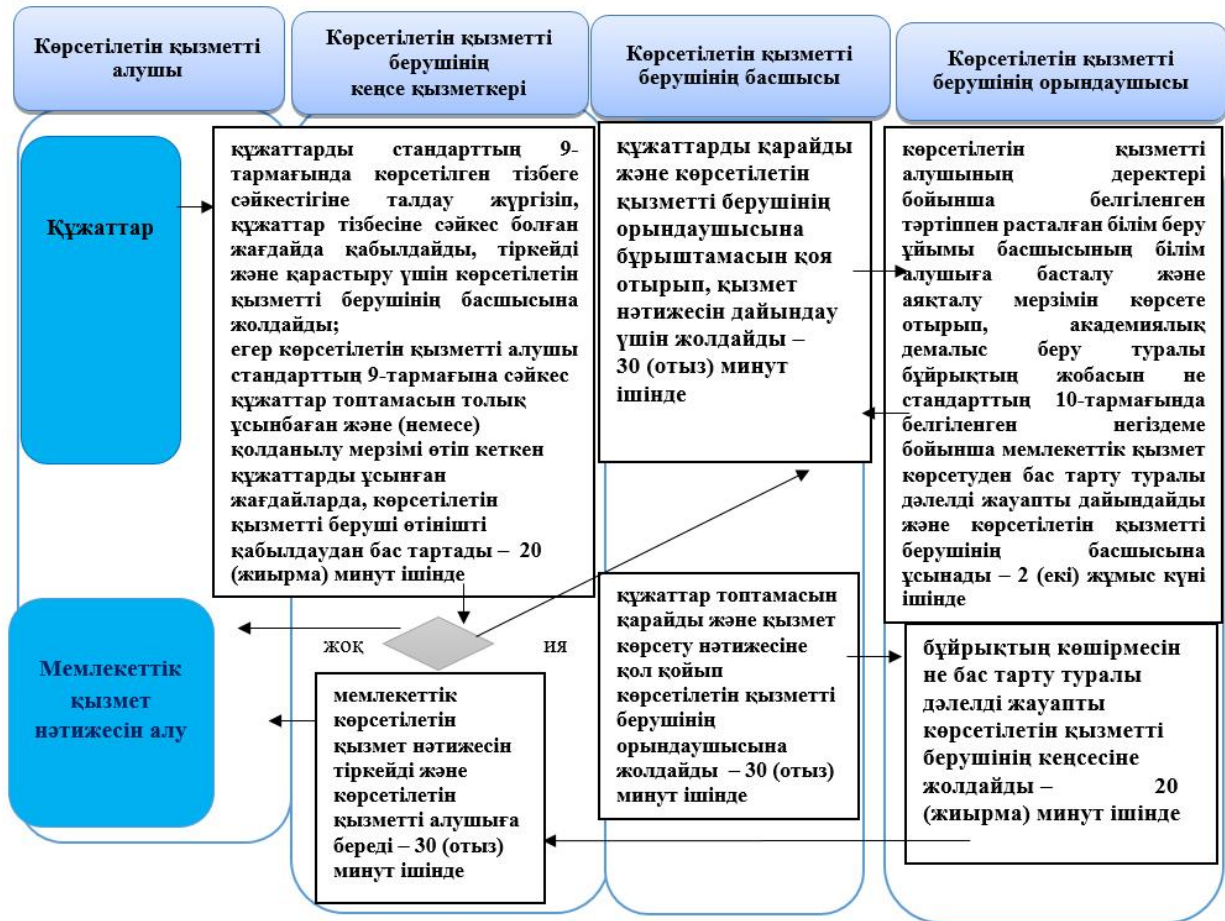 Көрсетілетін қызметті
алушы
Көрсетілетін қызметті
берушінің
кеңсе қызметкері
Көрсетілетін қызметті
берушінің басшысы
Көрсетілетін қызметті
берушінің орындаушысы
Құжаттар
құжаттарды стандарттың 9-
тармағында көрсетілген тізбеге
сәйкестігіне талдау жүргізіп,
құжаттар тізбесіне сәйкес болған
жағдайда қабылдайды, тіркейді
және қарастыру үшін көрсетілетін
қызметті берушінің басшысына
жолдайды;
егер көрсетілетін қызметті алушы
стандарттың 9-тармағына сәйкес
құжаттар топтамасын толық
ұсынбаған және (немесе)
қолданылу мерзімі өтіп кеткен
құжаттарды ұсынған
жағдайларда, көрсетілетін
қызметті беруші өтінішті
қабылдаудан бас тартады – 20
(жиырма) минут ішінде
құжаттарды қарайды
және көрсетілетін
қызметті берушінің
орындаушысына
бұрыштамасын қоя
отырып, қызмет
нәтижесін дайындау
үшін жолдайды –
30 (отыз) минут
ішінде
көрсетілетін қызметті
алушының деректері
бойынша белгіленген
тәртіппен расталған білім беру
ұйымы басшысының білім
алушыға басталу және
аяқталу мерзімін көрсете
отырып, академиялық
демалыс беру туралы
бұйрықтың жобасын не
стандарттың 10-тармағында
белгіленген негіздеме
бойынша мемлекеттік қызмет
көрсетуден бас тарту туралы
дәлелді жауапты дайындайды
және көрсетілетін қызметті
берушінің басшысына
ұсынады – 2 (екі) жұмыс күні
ішінде
жоқ
ия
Мемлекеттік
қызмет
нәтижесін алу
мемлекеттік
көрсетілетін
қызмет нәтижесін
тіркейді және
көрсетілетін
қызметті алушыға
береді – 30 (отыз)
минут ішінде
құжаттар топтамасын
қарайды және қызмет
көрсету нәтижесіне
қол қойып
көрсетілетін қызметті
берушінің
орындаушысына
жолдайды – 30 (отыз)
минут ішінде
бұйрықтың көшірмесін
не бас тарту туралы
дәлелді жауапты
көрсетілетін қызметті
берушінің кеңсесіне
жолдайды – 20
(жиырма) минут ішінде